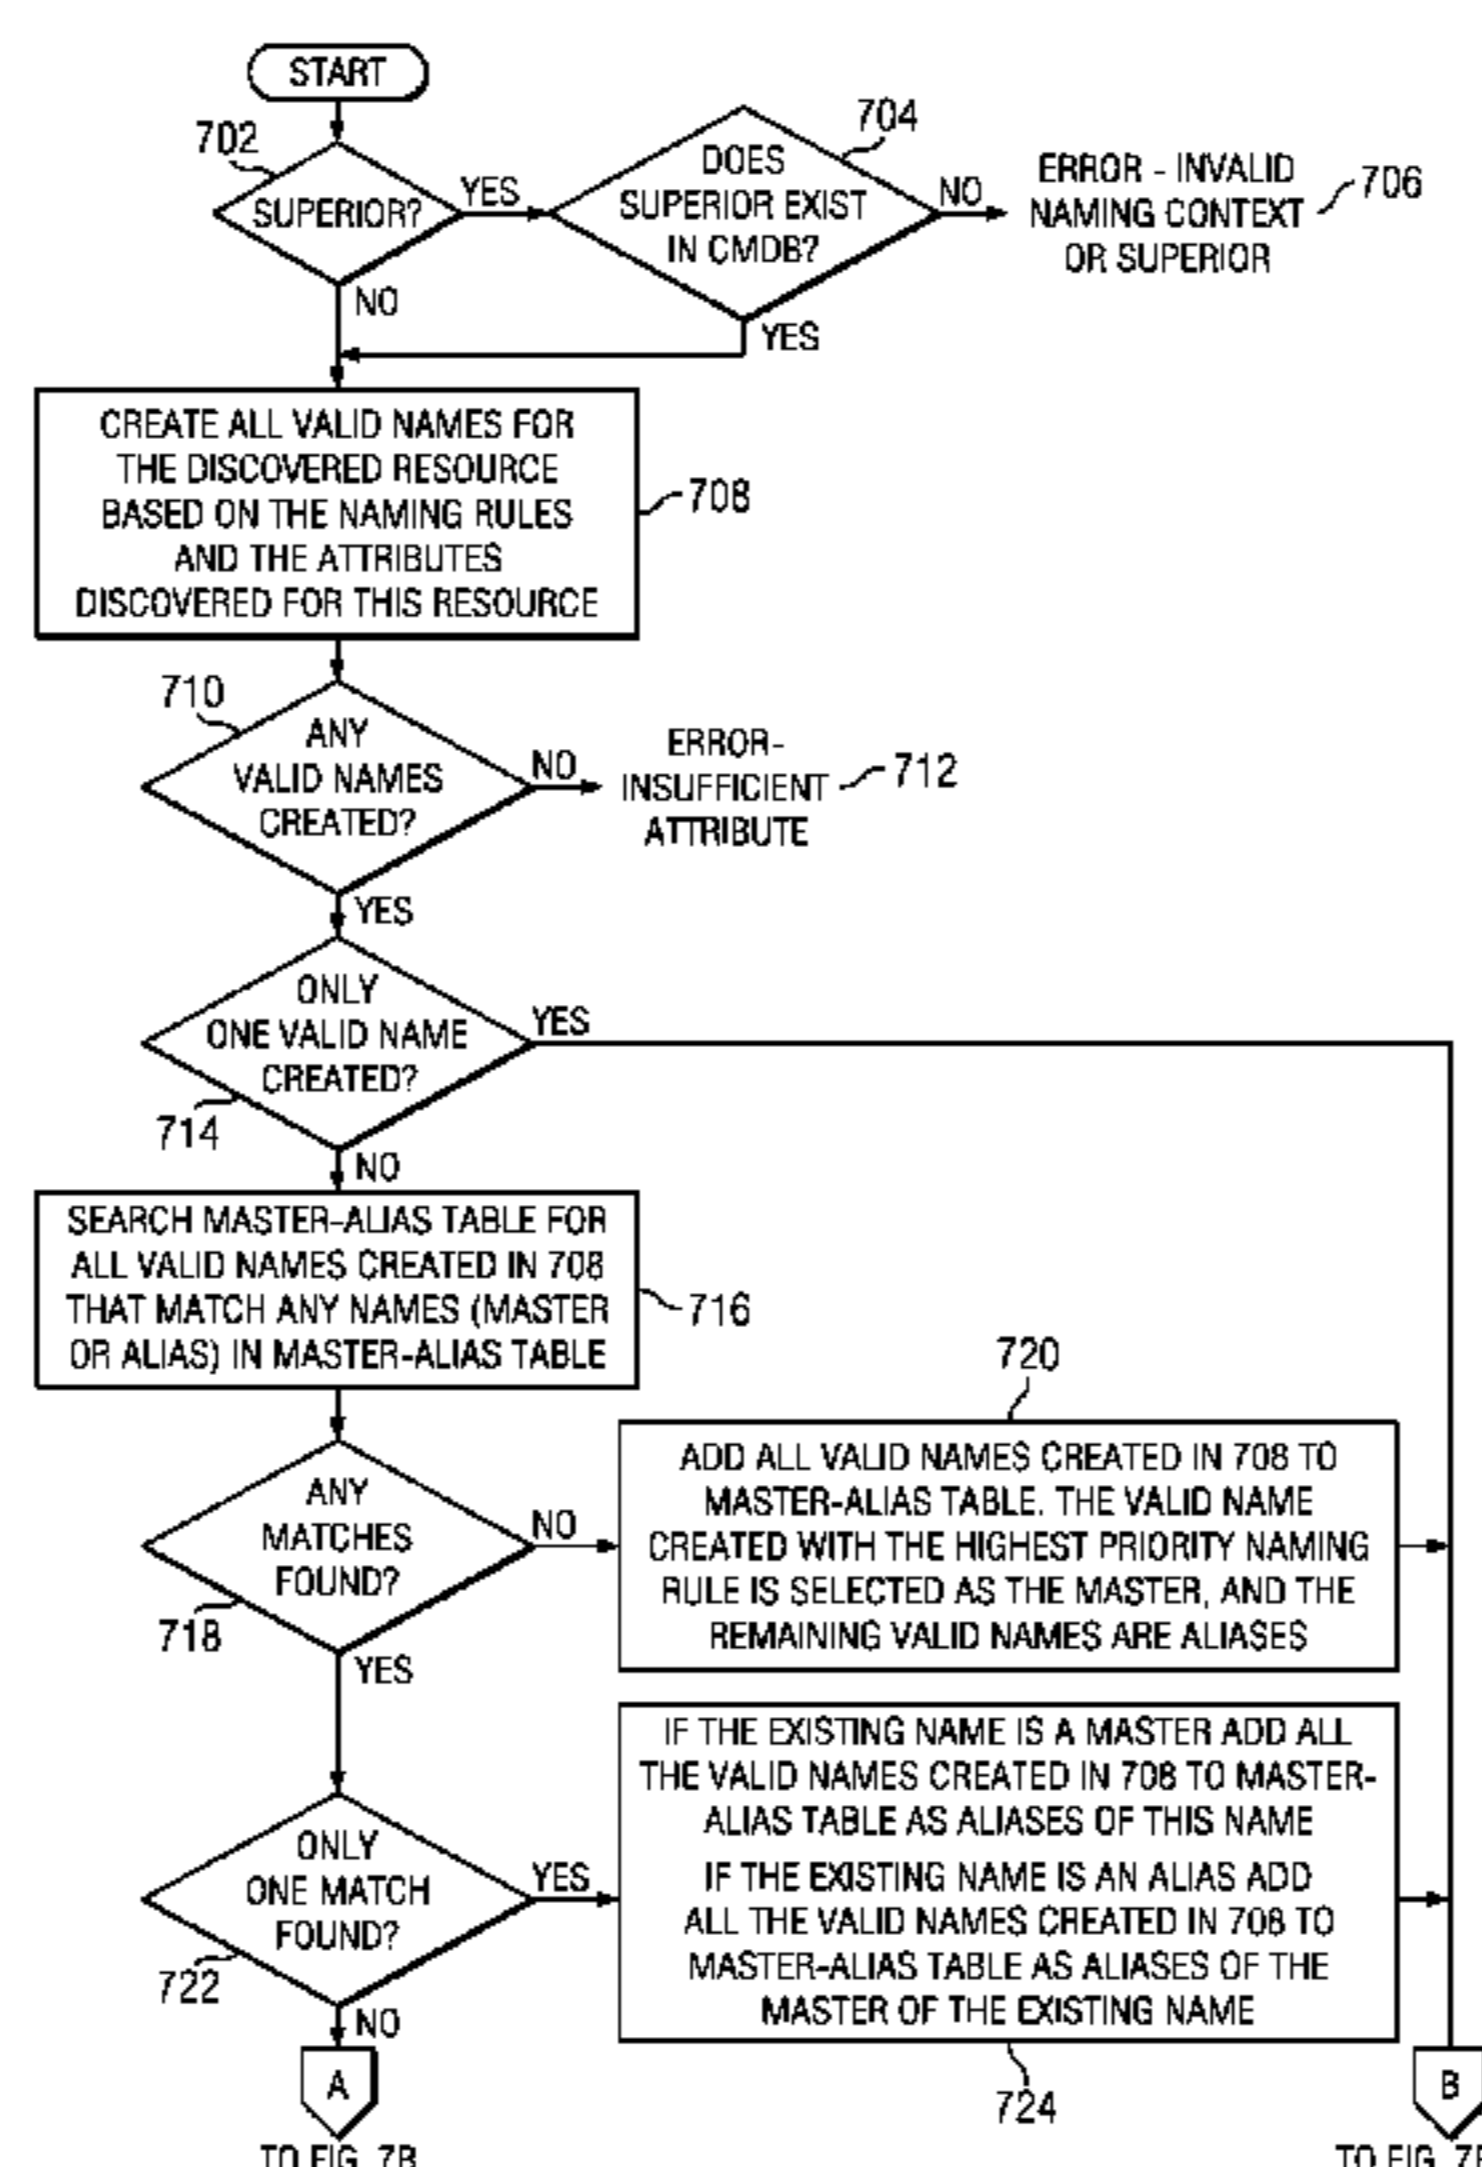 START
702
SUPERIOR?
YES
NO
704
DOES
SUPERIOR EXIST
IN CMDB?
NO
YES
ERROR - INVALID
NAMING CONTEXT
OR SUPERIOR
706
CREATE ALL VALID NAMES FOR
THE DISCOVERED RESOURCE
BASED ON THE NAMING RULES
AND THE ATTRIBUTES
DISCOVERED FOR THIS RESOURCE
708
710
ANY
VALID NAMES
CREATED?
NO
ERROR-
INSUFFICIENT
ATTRIBUTE
712
YES
ONLY
ONE VALID NAME
CREATED?
YES
714
NO
SEARCH MASTER-ALIAS TABLE FOR
ALL VALID NAMES CREATED IN 708
THAT MATCH ANY NAMES (MASTER
OR ALIAS) IN MASTER-ALIAS TABLE
716
ANY
MATCHES
FOUND?
718
NO
YES
720
ADD ALL VALID NAMES CREATED IN 708 TO
MASTER-ALIAS TABLE. THE VALID NAME
CREATED WITH THE HIGHEST PRIORITY NAMING
RULE IS SELECTED AS THE MASTER, AND THE
REMAINING VALID NAMES ARE ALIASES
ONLY
ONE MATCH
FOUND?
722
YES
NO
IF THE EXISTING NAME IS A MASTER ADD ALL
THE VALID NAMES CREATED IN 708 TO MASTER-
ALIAS TABLE AS ALIASES OF THIS NAME
IF THE EXISTING NAME IS AN ALIAS ADD
ALL THE VALID NAMES CREATED IN 708 TO
MASTER-ALIAS TABLE AS ALIASES OF THE
MASTER OF THE EXISTING NAME
724
A
TO FIG. 7B
B
TO FIG.